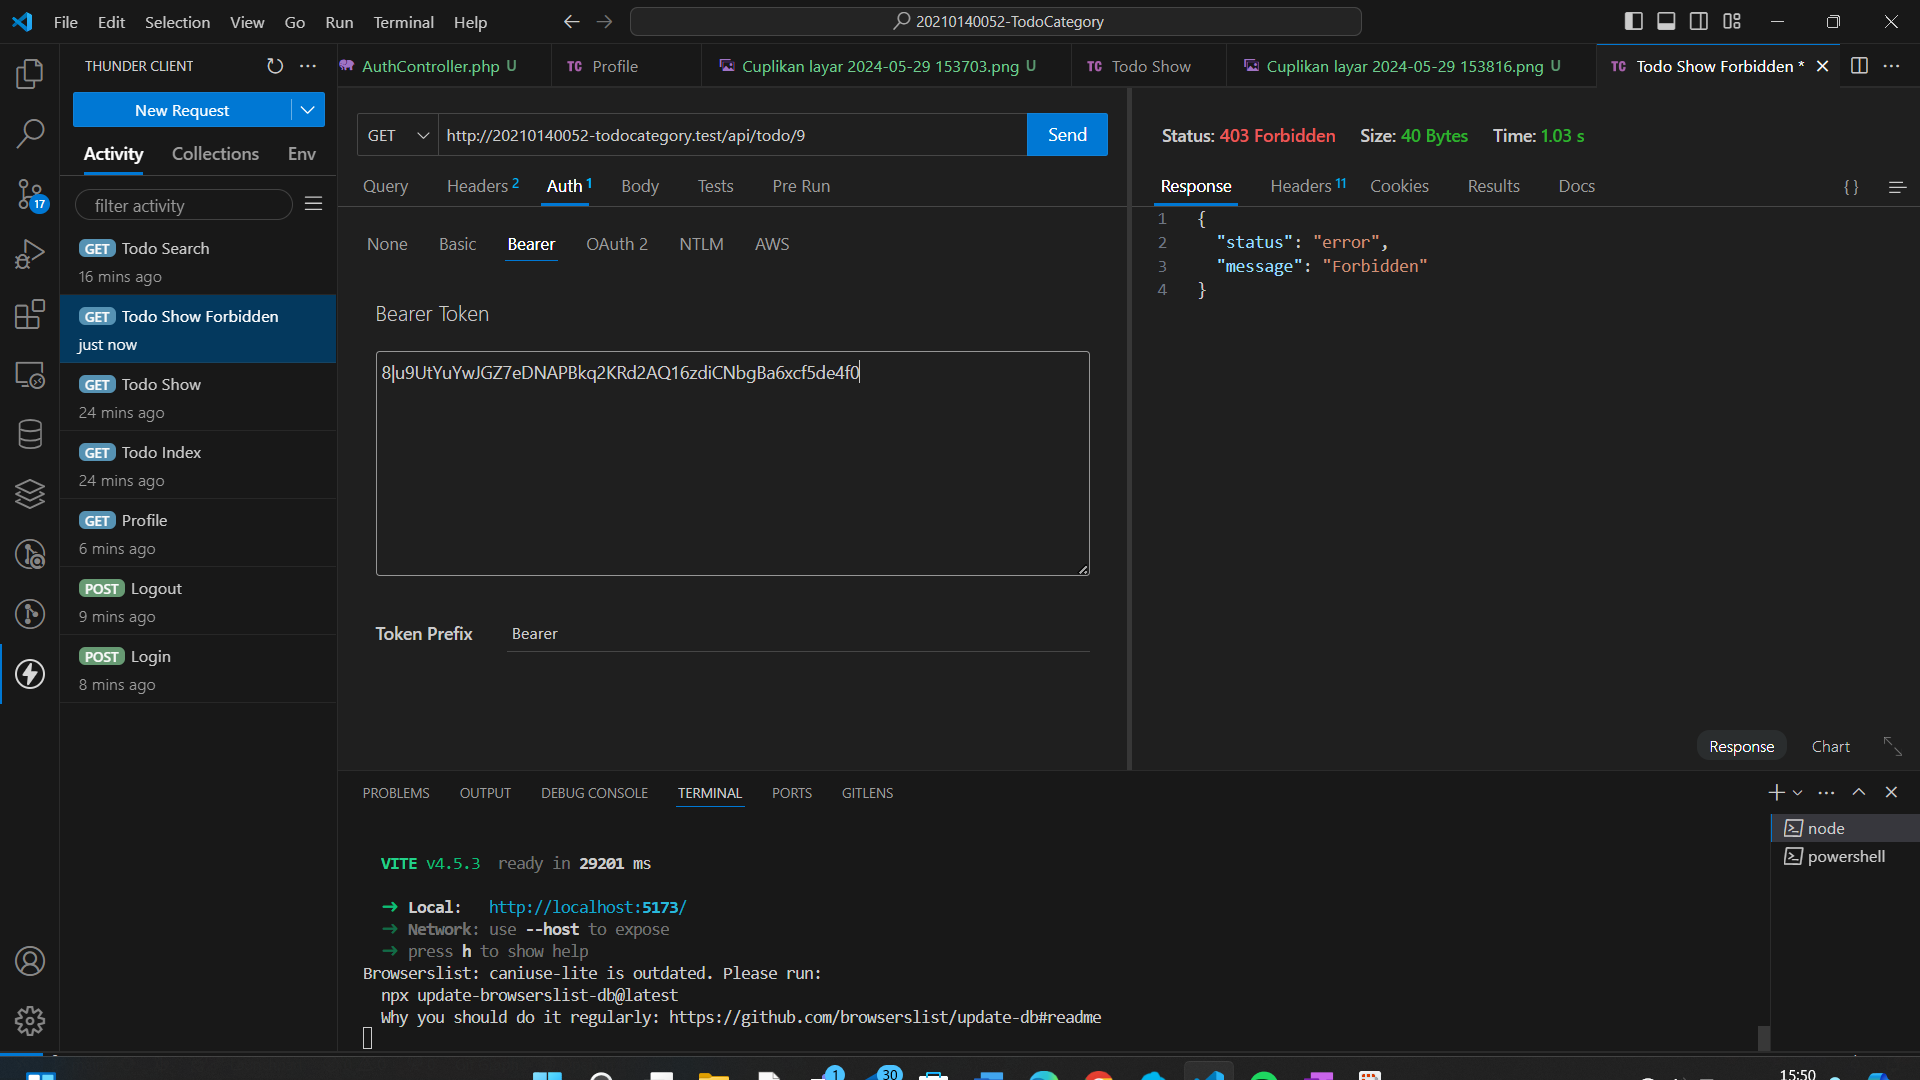 File Edit Selection View Go Run Terminal Help
20210140052-TodoCategory
THUNDER CLIENT
New Request
Activity Collections Env
filter activity
GET Todo Search
16 mins ago
GET Todo Show Forbidden
just now
GET Todo Show
24 mins ago
GET Todo Index
24 mins ago
GET Profile
6 mins ago
POST Logout
9 mins ago
POST Login
8 mins ago
17
AuthController.php U
TC Profile
Cuplikan layar 2024-05-29 153703.png U
TC Todo Show
Cuplikan layar 2024-05-29 153816.png U
TC Todo Show Forbidden *
GET http://20210140052-todocategory.test/api/todo/9 Send
Query Headers 2 Auth 1 Body Tests Pre Run
None Basic Bearer OAuth 2 NTLM AWS
Bearer Token
8|u9UtYuYwJGZ7eDNAPBkq2KRd2AQ16zdiCNbgBa6xcf5de4f0
Token Prefix Bearer
Status: 403 Forbidden Size: 40 Bytes Time: 1.03 s
Response Headers 11 Cookies Results Docs {}
1 {
2 "status": "error",
3 "message": "Forbidden"
4 }
Response Chart
PROBLEMS OUTPUT DEBUG CONSOLE TERMINAL PORTS GITLENS
VITE v4.5.3 ready in 29201 ms
➜ Local: http://localhost:5173/
➜ Network: use --host to expose
➜ press h to show help
Browserslist: caniuse-lite is outdated. Please run:
npx update-browserslist-db@latest
Why you should do it regularly: https://github.com/browserslist/update-db#readme
node
powershell
1
30
15:50